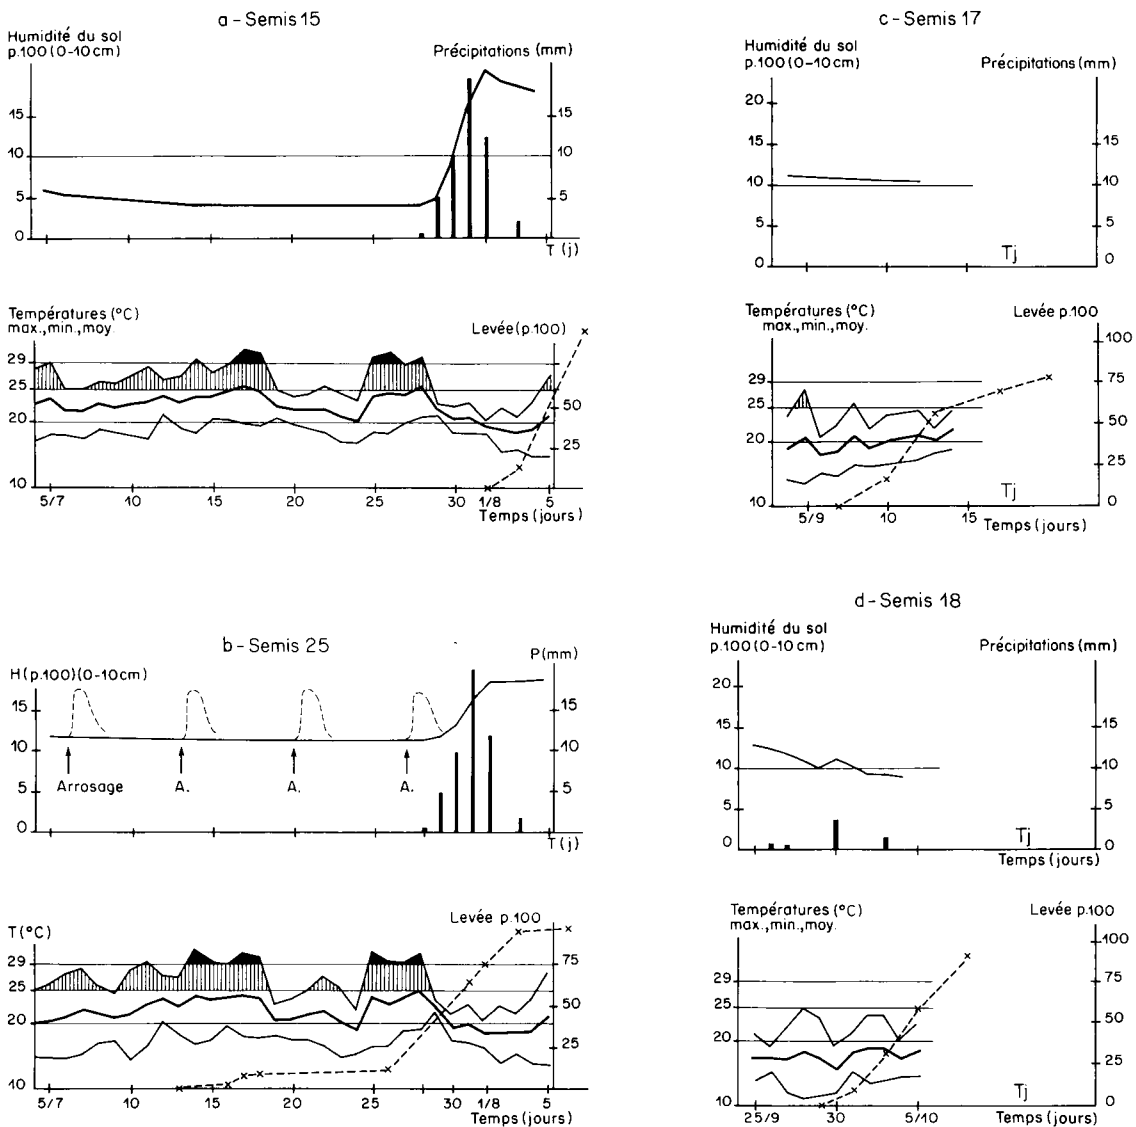 a - Semis 15
Humidité du sol
p.100 (0-10 cm)
Précipitations (mm)
15
10
5
0
15
10
5
0
T (j)
Températures (°C)
max., min., moy.
Levée (p.100)
29
25
20
10
50
25
5/7
10
15
20
25
30
1/8
5
Temps (jours)
b - Semis 25
H (p.100) (0-10 cm)
P (mm)
15
10
5
0
15
10
5
0
Arrosage
A.
A.
A.
T (j)
T (°C)
Levée p.100
29
25
20
10
75
50
25
5/7
10
15
20
25
30
1/8
5
Temps (jours)
c - Semis 17
Humidité du sol
p.100 (0-10 cm)
Précipitations (mm)
20
15
10
5
0
15
10
5
0
Tj
Températures (°C)
max., min., moy.
Levée p.100
29
25
20
10
100
75
50
25
0
Tj
5/9
10
15
Temps (jours)
d - Semis 18
Humidité du sol
p.100 (0-10 cm)
Précipitations (mm)
20
15
10
5
0
15
10
5
0
Tj
Temps (jours)
Températures (°C)
max., min., moy.
Levée p.100
29
25
20
10
100
75
50
25
0
Tj
25/9
30
5/10
Temps (jours)